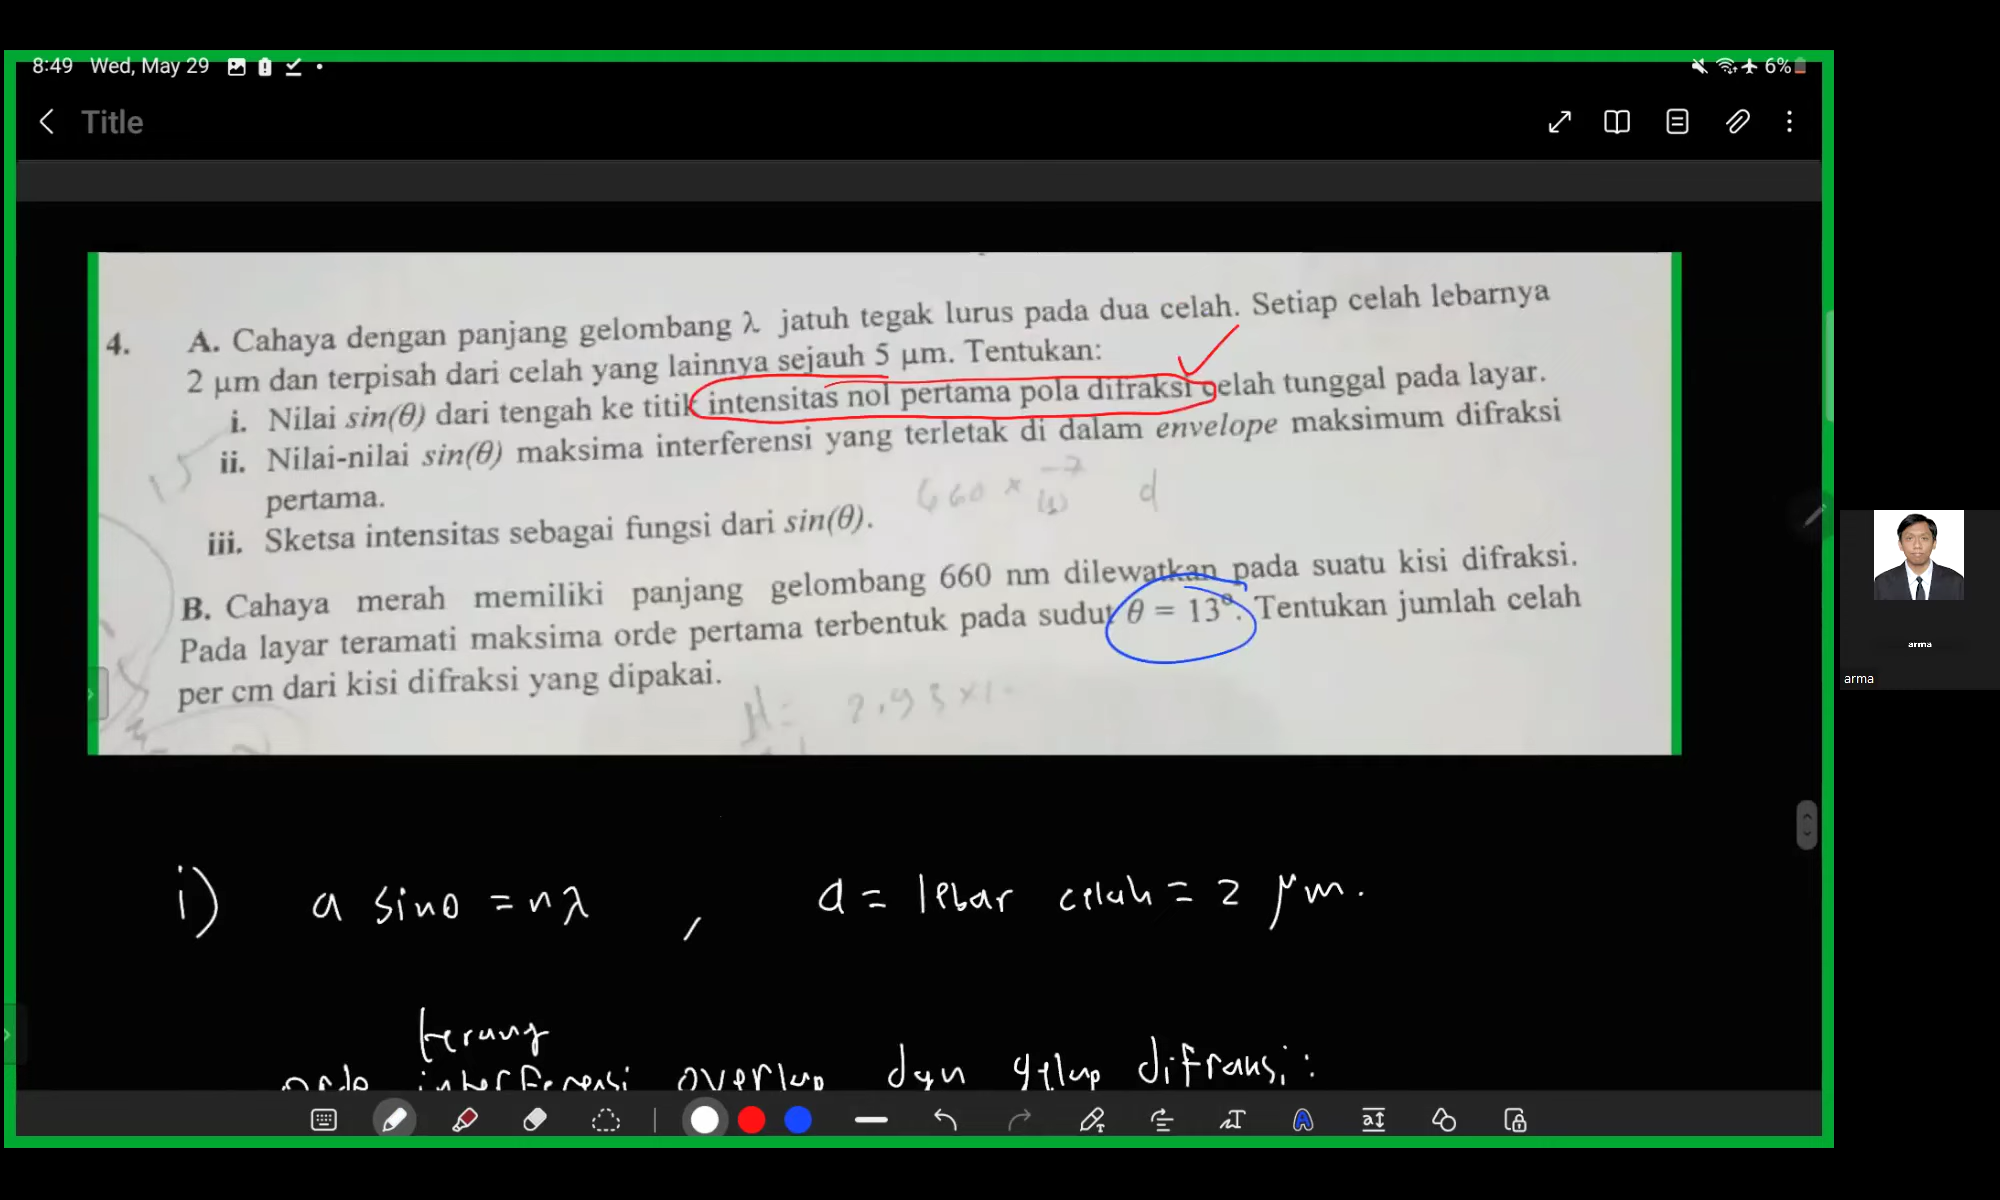 8:49 Wed, May 29
6%
Title
4. A. Cahaya dengan panjang gelombang λ jatuh tegak lurus pada dua celah. Setiap celah lebarnya
2 μm dan terpisah dari celah yang lainnya sejauh 5 μm. Tentukan:
i. Nilai sin(θ) dari tengah ke titik intensitas nol pertama pola difraksi celah tunggal pada layar.
ii. Nilai-nilai sin(θ) maksima interferensi yang terletak di dalam envelope maksimum difraksi
pertama.
660 × d
iii. Sketsa intensitas sebagai fungsi dari sin(θ).
B. Cahaya merah memiliki panjang gelombang 660 nm dilewatkan pada suatu kisi difraksi.
Pada layar teramati maksima orde pertama terbentuk pada sudut θ = 13°. Tentukan jumlah celah
per cm dari kisi difraksi yang dipakai.
arma
arma
i) a sinθ = nλ , a = lebar celah = 2 μm.
terang
orde interferensi overlap dgn gelap difraksi: